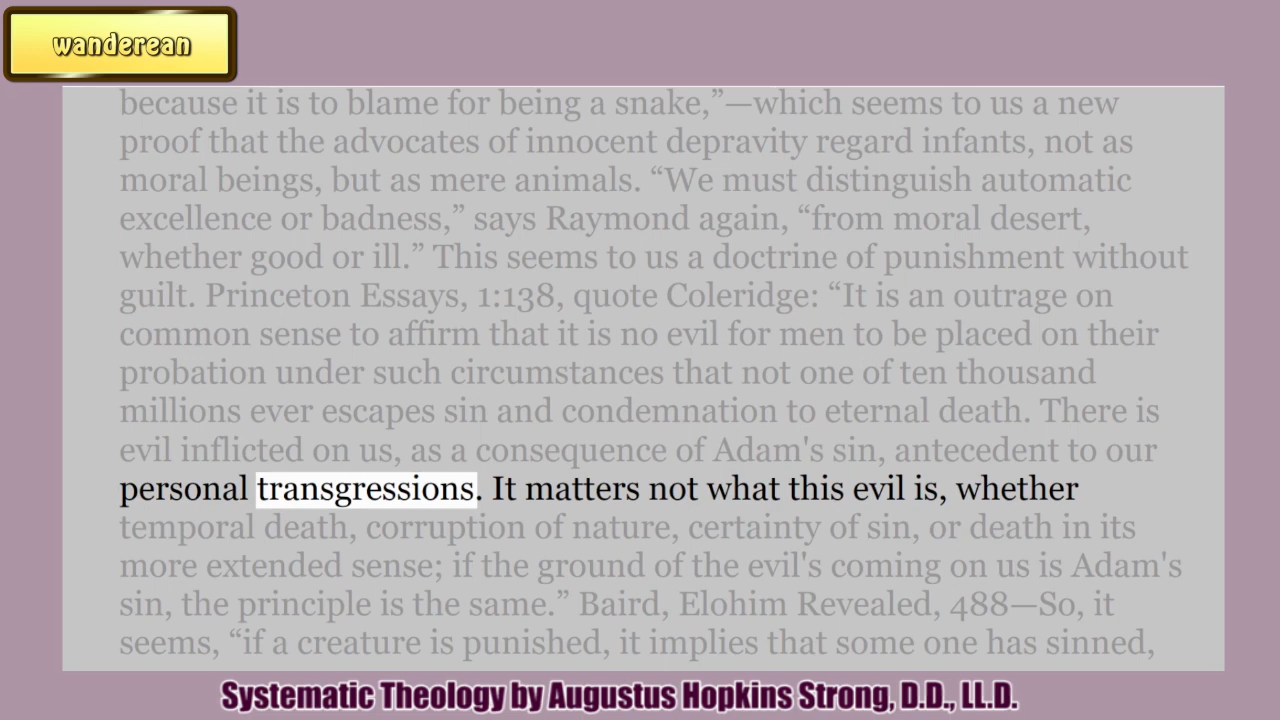 wanderean
because it is to blame for being a snake,”—which seems to us a new
proof that the advocates of innocent depravity regard infants, not as
moral beings, but as mere animals. “We must distinguish automatic
excellence or badness,” says Raymond again, “from moral desert,
whether good or ill.” This seems to us a doctrine of punishment without
guilt. Princeton Essays, 1:138, quote Coleridge: “It is an outrage on
common sense to affirm that it is no evil for men to be placed on their
probation under such circumstances that not one of ten thousand
millions ever escapes sin and condemnation to eternal death. There is
evil inflicted on us, as a consequence of Adam's sin, antecedent to our
personal transgressions. It matters not what this evil is, whether
temporal death, corruption of nature, certainty of sin, or death in its
more extended sense; if the ground of the evil's coming on us is Adam's
sin, the principle is the same.” Baird, Elohim Revealed, 488—So, it
seems, “if a creature is punished, it implies that some one has sinned,
Systematic Theology by Augustus Hopkins Strong, D.D., LL.D.